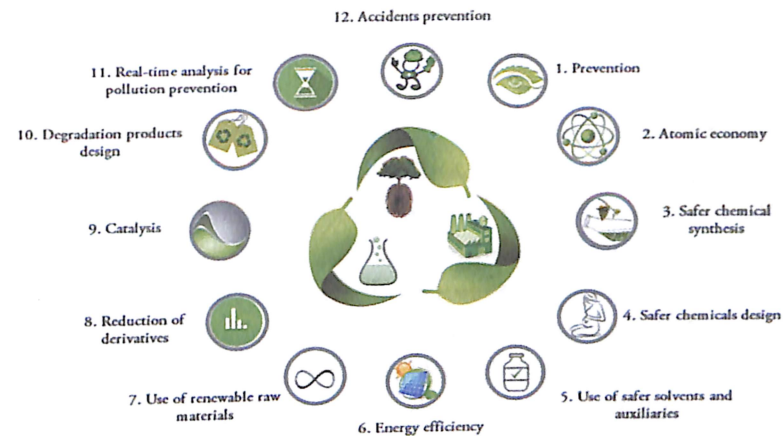 12. Accidents prevention
1. Prevention
2. Atomic economy
3. Safer chemical
synthesis
4. Safer chemicals design
5. Use of safer solvents and
auxiliaries
6. Energy efficiency
7. Use of renewable raw
materials
8. Reduction of
derivatives
9. Catalysis
10. Degradation products
design
11. Real-time analysis for
pollution prevention